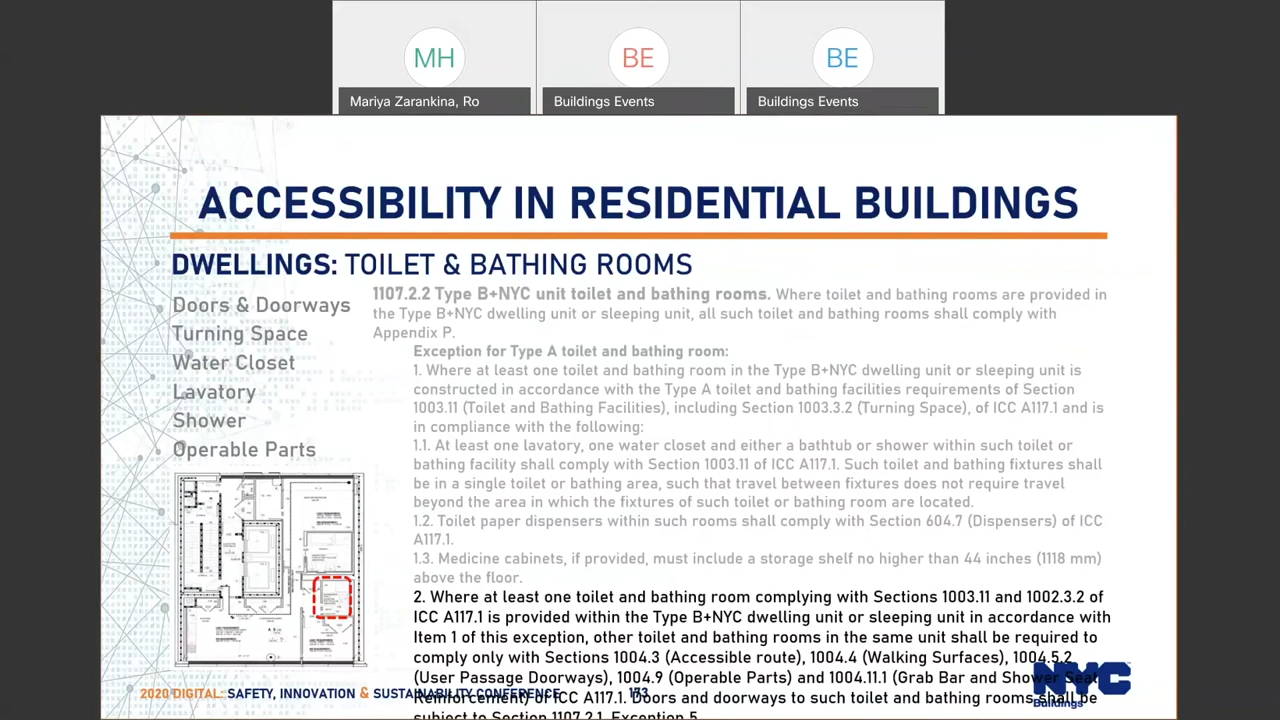 MH
BE
BE
Mariya Zarankina, Ro
Buildings Events
Buildings Events
ACCESSIBILITY IN RESIDENTIAL BUILDINGS
DWELLINGS: TOILET & BATHING ROOMS
Doors & Doorways
Turning Space
Water Closet
Lavatory
Shower
Operable Parts
1107.2.2 Type B+NYC unit toilet and bathing rooms. Where toilet and bathing rooms are provided in
the Type B+NYC dwelling unit or sleeping unit, all such toilet and bathing rooms shall comply with
Appendix P.
Exception for Type A toilet and bathing room:
1. Where at least one toilet and bathing room in the Type B+NYC dwelling unit or sleeping unit is
constructed in accordance with the Type A toilet and bathing facilities requirements of Section
1003.11 (Toilet and Bathing Facilities), including Section 1003.3.2 (Turning Space), of ICC A117.1 and is
in compliance with the following:
1.1. At least one lavatory, one water closet and either a bathtub or shower within such toilet or
bathing facility shall comply with Section 1003.11 of ICC A117.1. Such toilet and bathing fixtures shall
be in a single toilet or bathing area, such that travel between fixtures does not require travel
beyond the area in which the fixtures of such toilet or bathing room are located.
1.2. Toilet paper dispensers within such rooms shall comply with Section 604.7 (Dispensers) of ICC
A117.1.
1.3. Medicine cabinets, if provided, must include a storage shelf no higher than 44 inches (1118 mm)
above the floor.
2. Where at least one toilet and bathing room complying with Sections 1003.11 and 1002.3.2 of
ICC A117.1 is provided within the Type B+NYC dwelling unit or sleeping unit in accordance with
Item 1 of this exception, other toilet and bathing rooms in the same unit shall be required to
comply only with Sections 1004.3 (Accessible route), 1004.4 (Walking Surfaces), 1004.5.2
(User Passage Doorways), 1004.9 (Operable Parts) and 1004.11.1 (Grab Bar and Shower Seat
Reinforcement) of ICC A117.1. Doors and doorways to such toilet and bathing rooms shall be
subject to Section 1107.2.1, Exception 5.
2020 DIGITAL: SAFETY, INNOVATION & SUSTAINABILITY CONFERENCE
NYC
Buildings